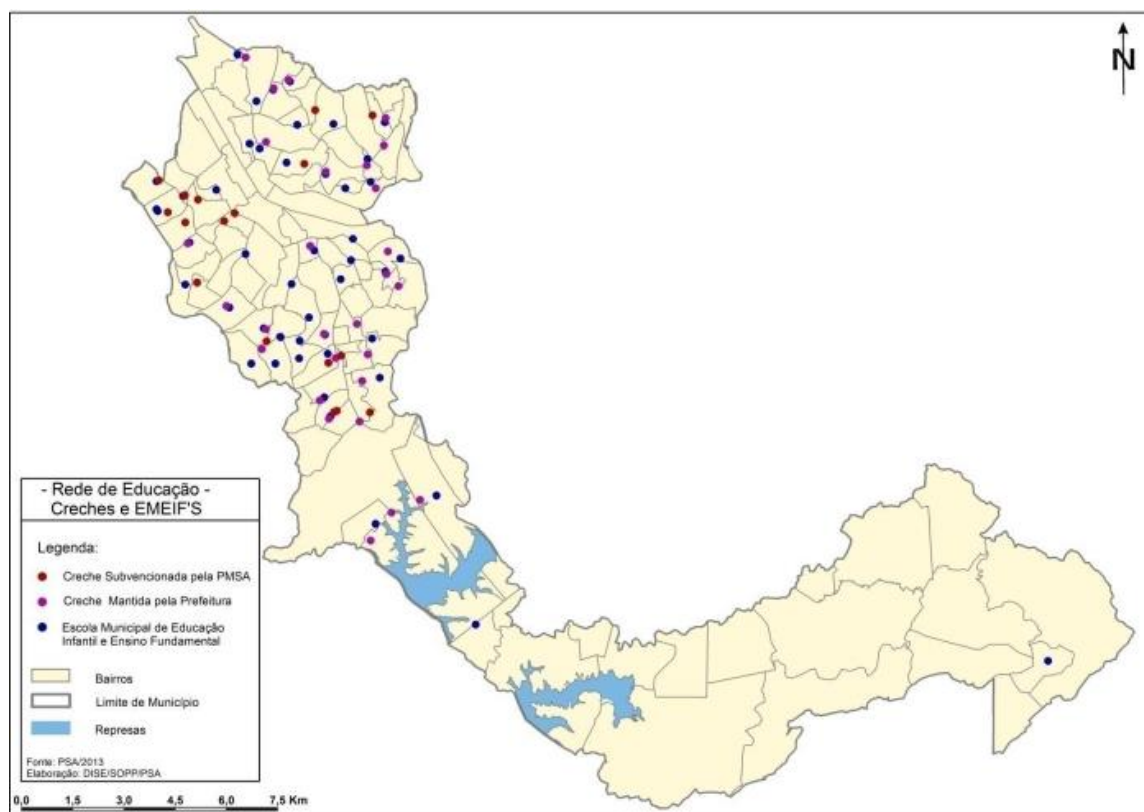 N
- Rede de Educação -
Creches e EMEIF'S
Legenda:
Creche Subvencionada pela PMSA
Creche Mantida pela Prefeitura
Escola Municipal de Educação
Infantil e Ensino Fundamental
Bairros
Limite de Município
Represas
Fonte: PSA/2013
Elaboração: DISE/SOPP/PSA
0,0 1,5 3,0 4,5 6,0 7,5 Km